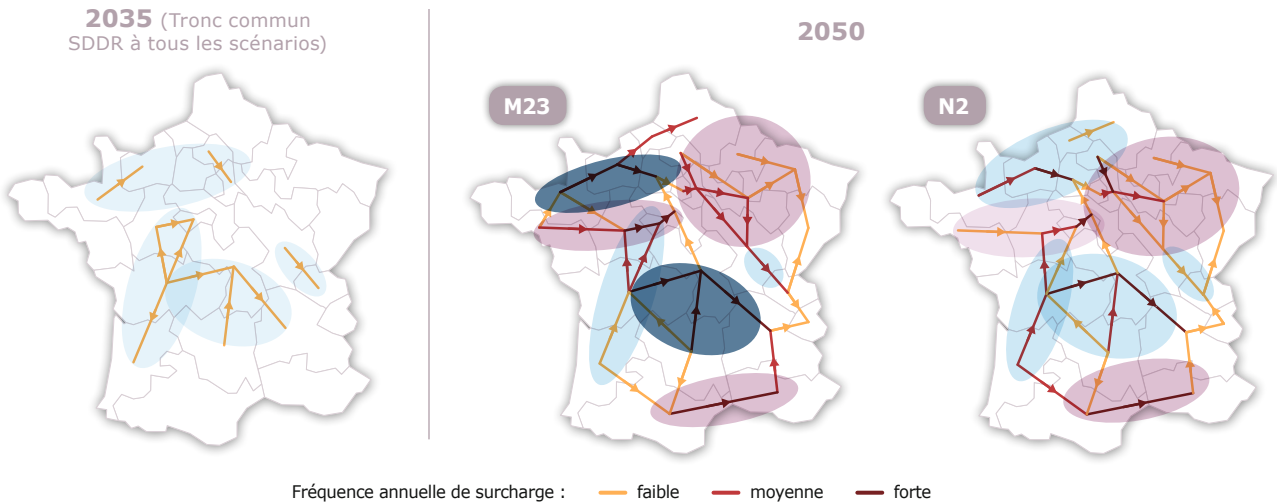 2035 (Tronc commun
SDDR à tous les scénarios)
2050
M23
N2
Fréquence annuelle de surcharge : faible moyenne forte